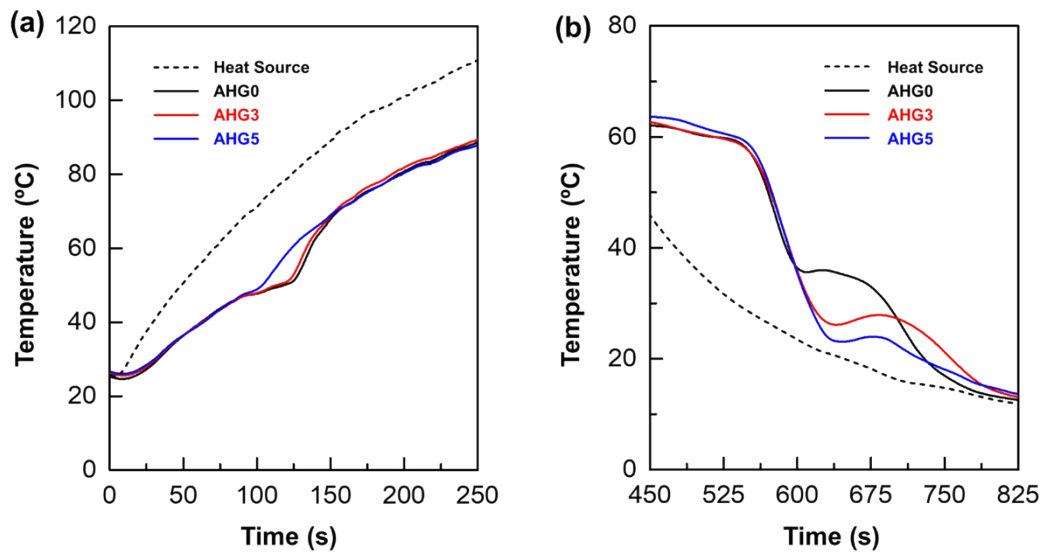 (a)
120
100
80
60
40
20
0
Temperature (ºC)
Heat Source
AHG0
AHG3
AHG5
0 50 100 150 200 250
Time (s)
(b)
80
60
40
20
0
Temperature (ºC)
Heat Source
AHG0
AHG3
AHG5
450 525 600 675 750 825
Time (s)